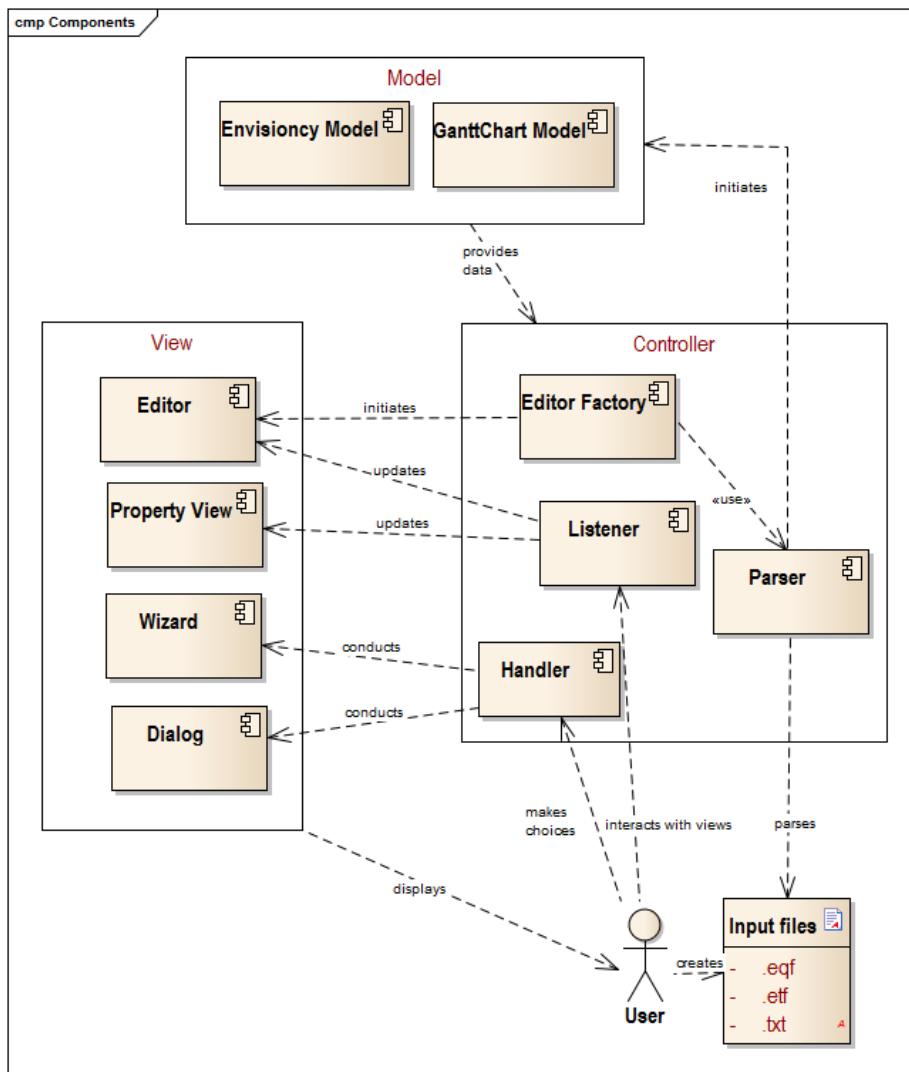 cmp Components
Model
Envisioncy Model
GanttChart Model
initiates
provides
data
View
Controller
Editor
initiates
Editor Factory
updates
«use»
Property View
updates
Listener
Parser
Wizard
conducts
Handler
Dialog
conducts
makes
choices
interacts with views
parses
displays
Input files
creates
- .eqf
- .etf
- .txt
A
User